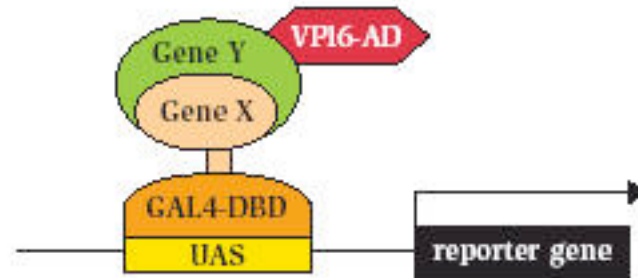 VP16-AD
Gene Y
Gene X
GAL4-DBD
UAS
reporter gene